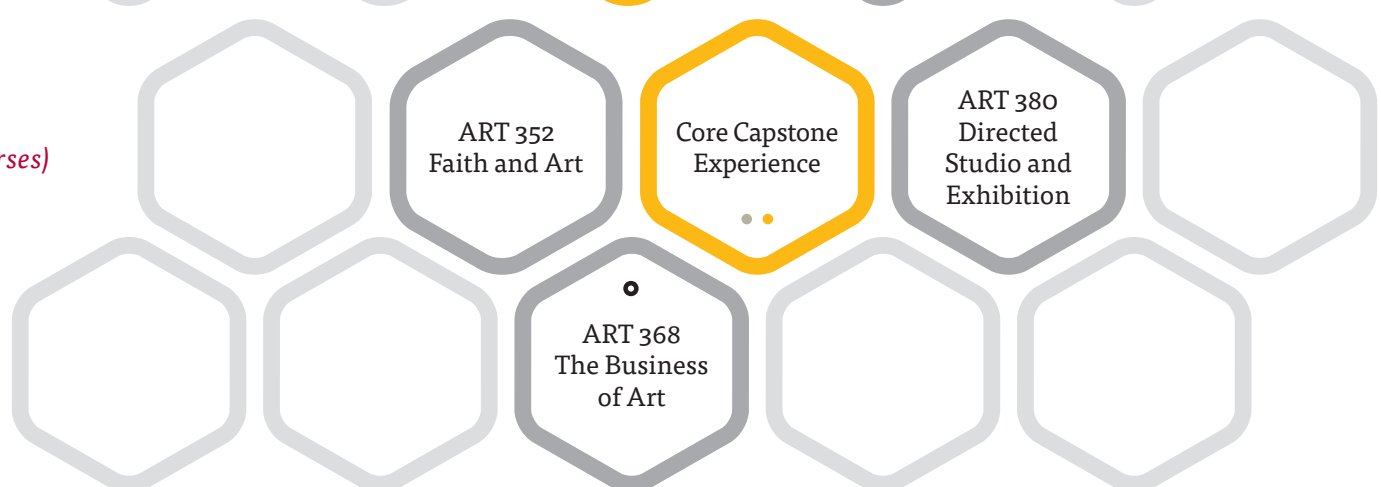 rses)
ART 352
Faith and Art
Core Capstone
Experience
ART 380
Directed
Studio and
Exhibition
ART 368
The Business
of Art